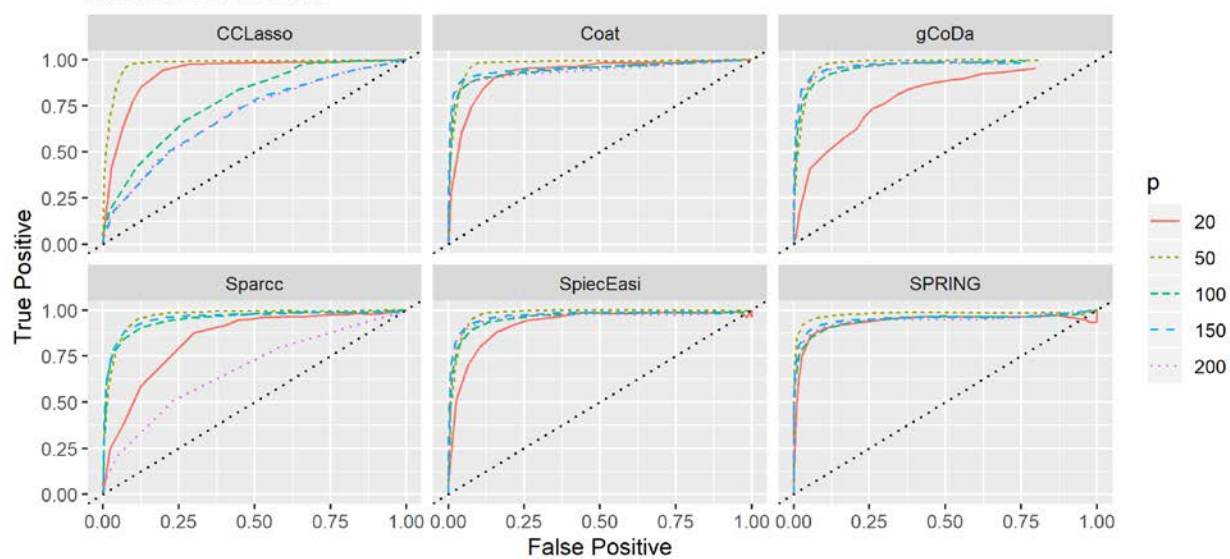 CCLasso
Coat
gCoDa
1.00
0.75
0.50
0.25
0.00
Sparcc
SpiecEasi
SPRING
1.00
0.75
0.50
0.25
0.00
0.00 0.25 0.50 0.75 1.00
0.00 0.25 0.50 0.75 1.00
0.00 0.25 0.50 0.75 1.00
True Positive
False Positive
p
20
50
100
150
200